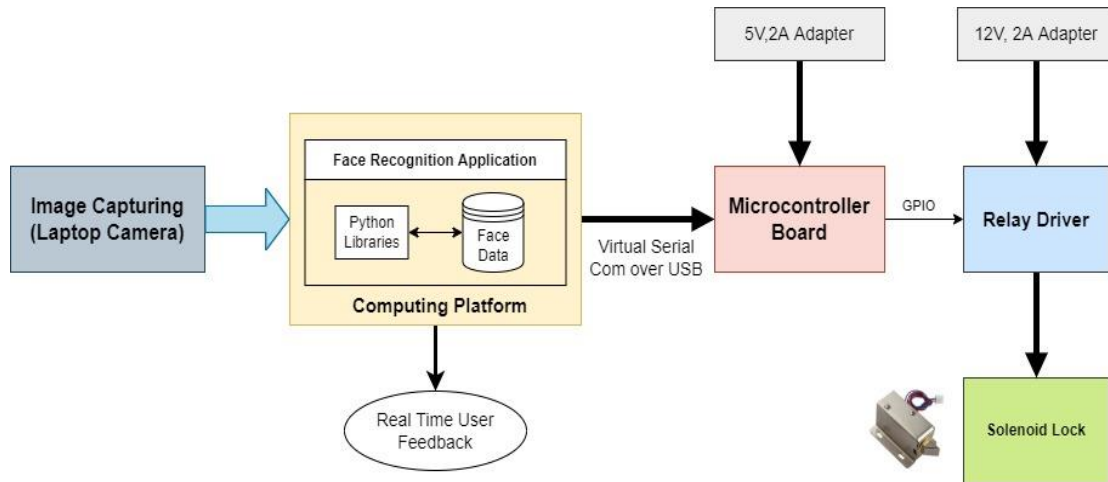 5V,2A Adapter
12V, 2A Adapter
Image Capturing
(Laptop Camera)
Face Recognition Application
Python
Libraries
Face
Data
Computing Platform
Virtual Serial
Com over USB
Microcontroller
Board
GPIO
Relay Driver
Real Time User
Feedback
Solenoid Lock